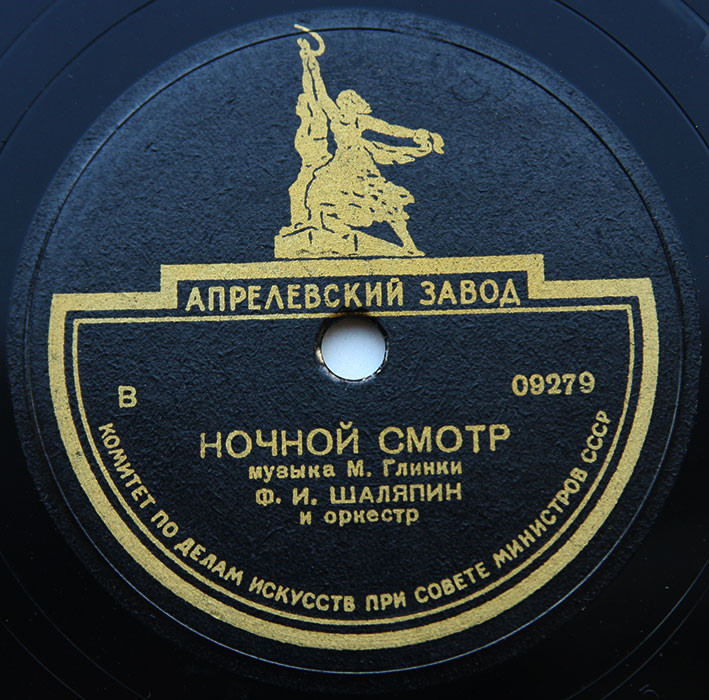 АПРЕЛЕВСКИЙ ЗАВОД
В
09279
НОЧНОЙ СМОТР
музыка М. Глинки
Ф. И. ШАЛЯПИН
и оркестр
КОМИТЕТ ПО ДЕЛАМ ИСКУССТВ ПРИ СОВЕТЕ МИНИСТРОВ СССР